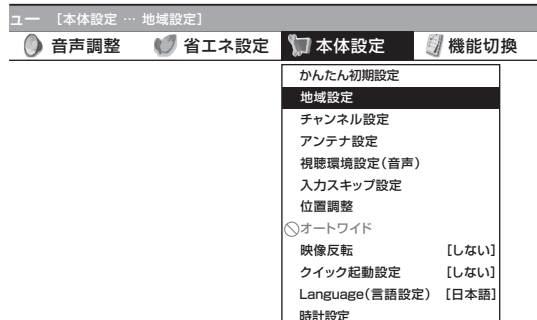 ュー [本体設定 … 地域設定]
音声調整 省エネ設定 本体設定 機能切換
かんたん初期設定
地域設定
チャンネル設定
アンテナ設定
視聴環境設定(音声)
入力スキップ設定
位置調整
オートワイド
映像反転 [しない]
クイック起動設定 [しない]
Language(言語設定) [日本語]
時計設定